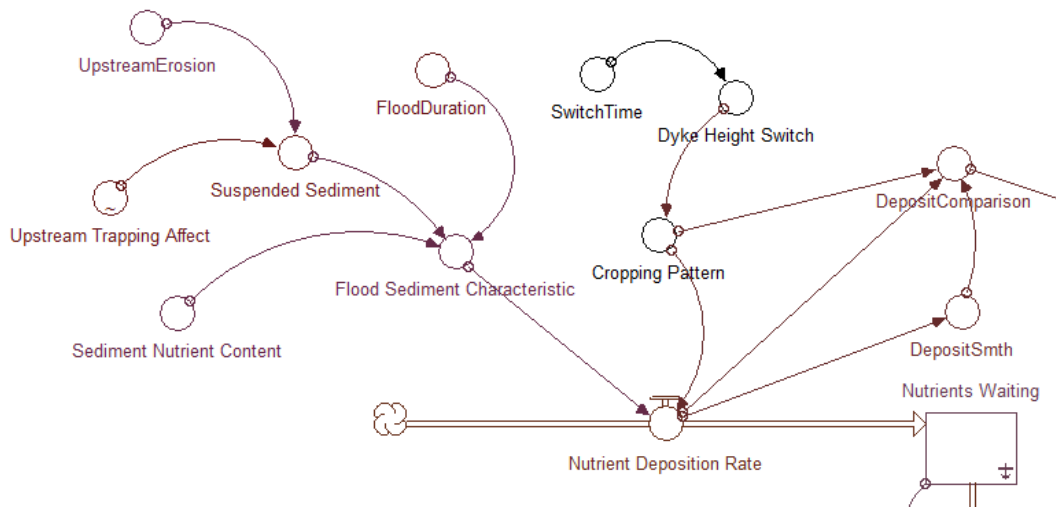 UpstreamErosion
FloodDuration
SwitchTime
Dyke Height Switch
Suspended Sediment
DepositComparison
Upstream Trapping Affect
~
Cropping Pattern
Flood Sediment Characteristic
Sediment Nutrient Content
DepositSmth
Nutrients Waiting
Nutrient Deposition Rate